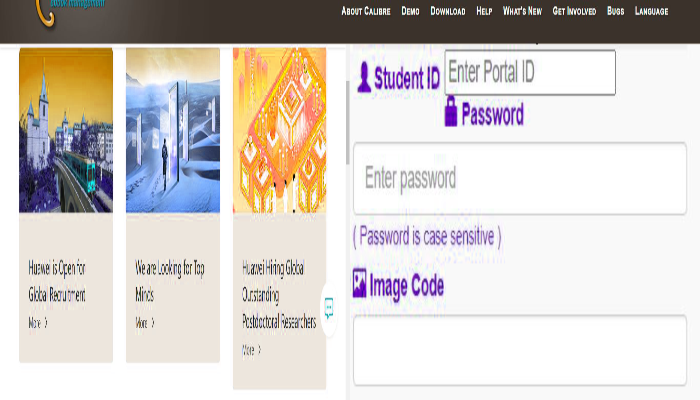 ebook management
About Calibre Demo Download Help What's New Get Involved Bugs Language
Huawei is Open for
Global Recruitment
More >
We are Looking for Top
Minds
More >
Huawei Hiring Global
Outstanding
Postdoctoral Researchers
More >
Student ID Enter Portal ID
Password
Enter password
( Password is case sensitive )
Image Code